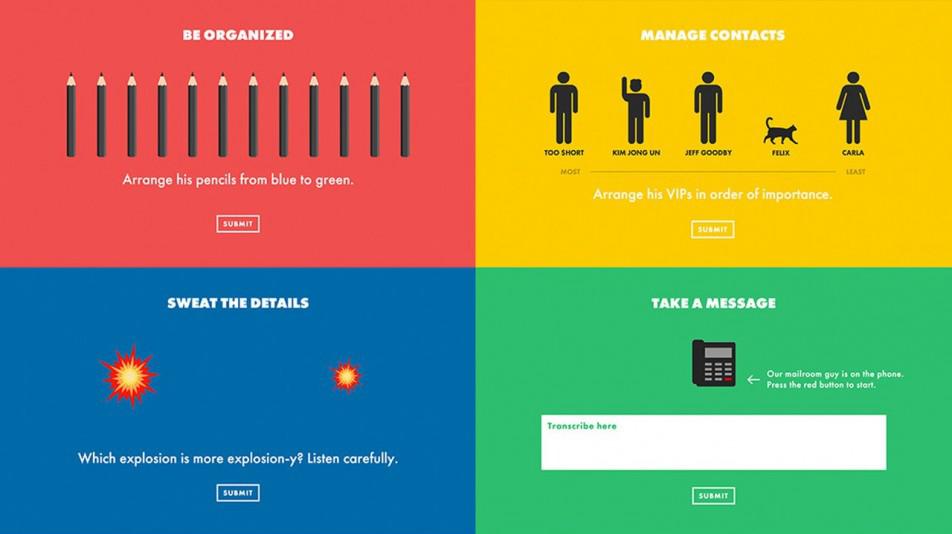 BE ORGANIZED
Arrange his pencils from blue to green.
SUBMIT
MANAGE CONTACTS
TOO $HORT
KIM JONG UN
JEFF GOODBY
FELIX
CARLA
MOST
LEAST
Arrange his VIPs in order of importance.
SUBMIT
SWEAT THE DETAILS
Which explosion is more explosion-y? Listen carefully.
SUBMIT
TAKE A MESSAGE
Our mailroom guy is on the phone.
Press the red button to start.
Transcribe here
SUBMIT